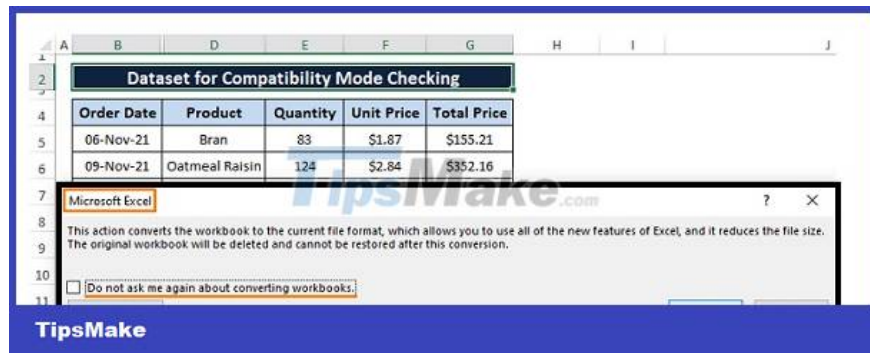 A B D E F G H I J
2 Dataset for Compatibility Mode Checking
4 Order Date Product Quantity Unit Price Total Price
5 06-Nov-21 Bran 83 $1.87 $155.21
6 09-Nov-21 Oatmeal Raisin 124 $2.84 $352.16
TipsMake.com
7 Microsoft Excel ? ×
8 This action converts the workbook to the current file format, which allows you to use all of the new features of Excel, and it reduces the file size.
9 The original workbook will be deleted and cannot be restored after this conversion.
10
Do not ask me again about converting workbooks.
11
TipsMake